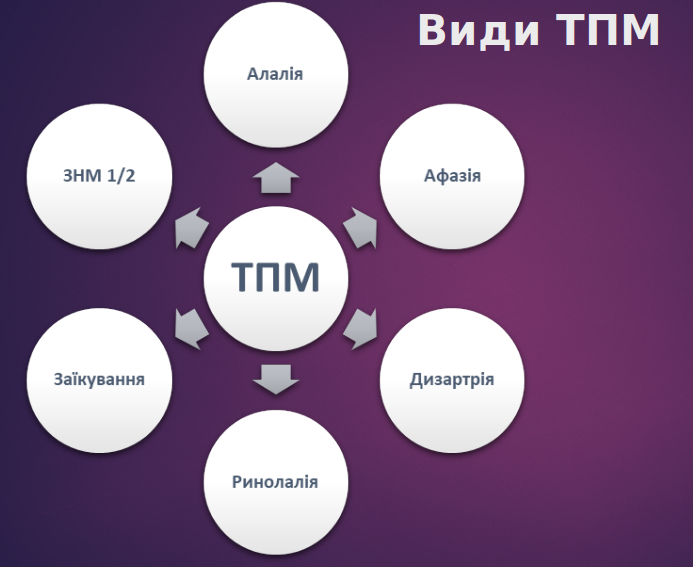 Види ТПМ
Алалія
ЗНМ 1/2
Афазія
ТПМ
Заїкування
Дизартрія
Ринолалія